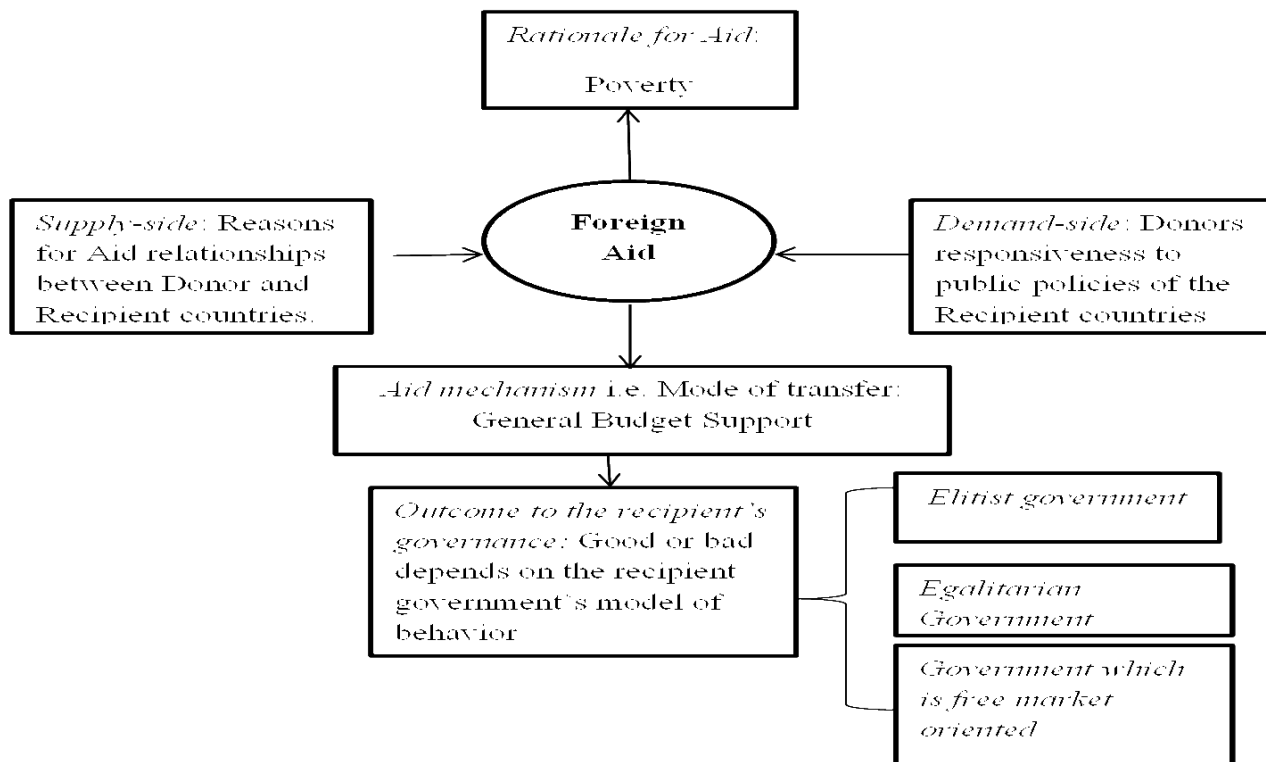 Rationale for Aid:
Poverty
Foreign
Aid
Supply-side: Reasons
for Aid relationships
between Donor and
Recipient countries.
Demand-side: Donors
responsiveness to
public policies of the
Recipient countries
Aid mechanism i.e. Mode of transfer:
General Budget Support
Outcome to the recipient's
governance: Good or bad
depends on the recipient
government's model of
behavior
Elitist government
Egalitarian
Government
Government which
is free market
oriented